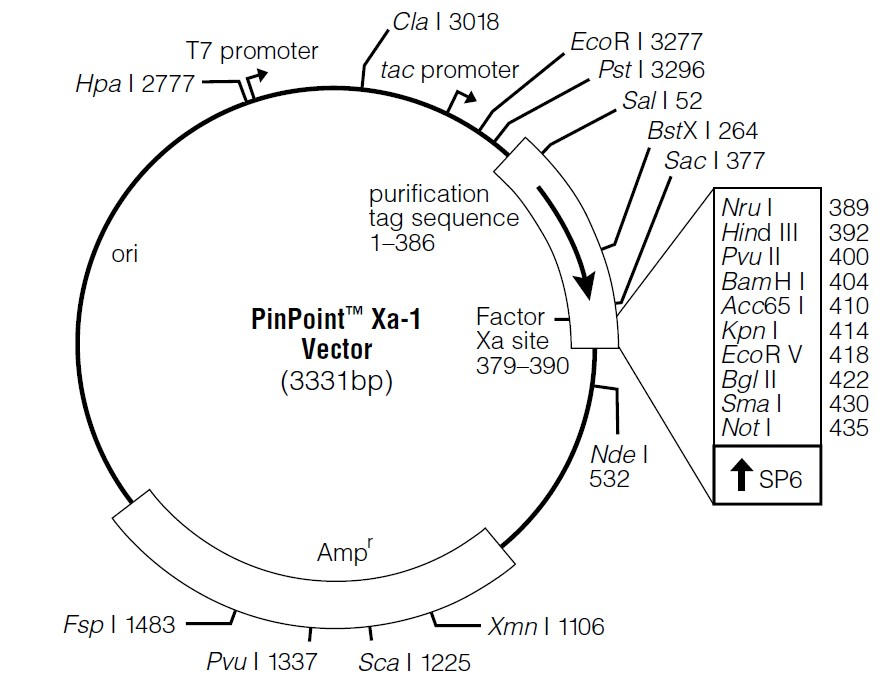 Cla I 3018
T7 promoter
EcoR I 3277
Hpa I 2777
tac promoter
Pst I 3296
Sal I 52
BstX I 264
Sac I 377
purification
tag sequence
1–386
ori
PinPoint™ Xa-1
Vector
(3331bp)
Factor
Xa site
379–390
Nru I 389
Hind III 392
Pvu II 400
BamH I 404
Acc65 I 410
Kpn I 414
EcoR V 418
Bgl II 422
Sma I 430
Not I 435
SP6
Nde I
532
Ampr
Fsp I 1483
Pvu I 1337
Sca I 1225
Xmn I 1106